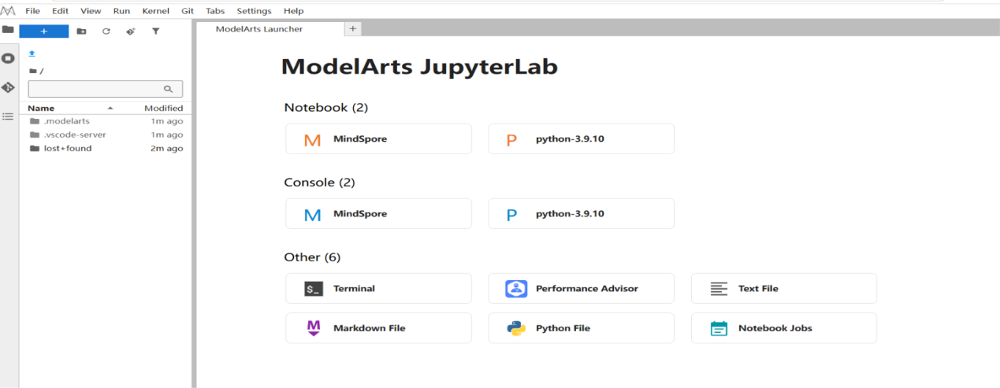 File Edit View Run Kernel Git Tabs Settings Help
+
ModelArts Launcher +
/
Name Modified
.modelarts 1m ago
.vscode-server 1m ago
lost+found 2m ago
ModelArts JupyterLab
Notebook (2)
M MindSpore P python-3.9.10
Console (2)
M MindSpore P python-3.9.10
Other (6)
$_ Terminal Performance Advisor Text File
M Markdown File Python File Notebook Jobs